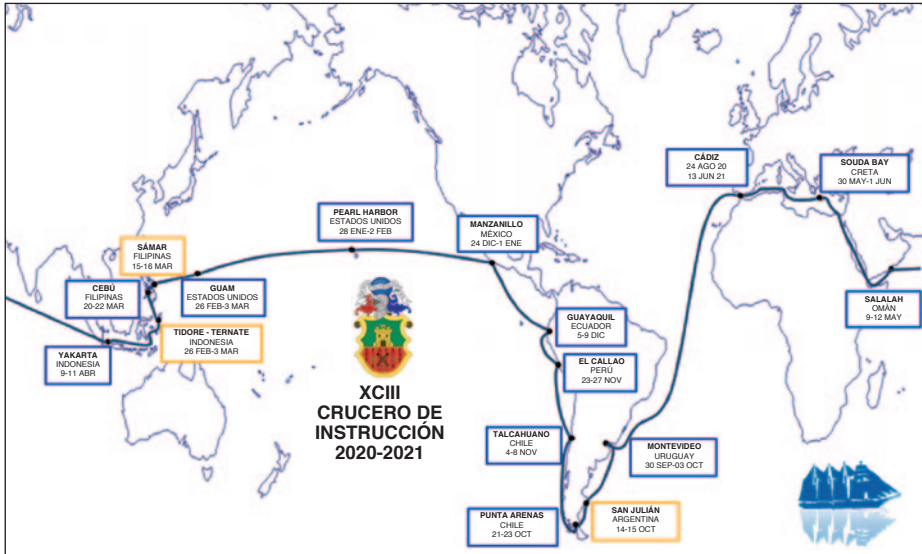 CÁDIZ
24 AGO 20
13 JUN 21
SOUDA BAY
CRETA
30 MAY-1 JUN
PEARL HARBOR
ESTADOS UNIDOS
28 ENE-2 FEB
MANZANILLO
MÉXICO
24 DIC-1 ENE
SÁMAR
FILIPINAS
15-16 MAR
CEBÚ
FILIPINAS
20-22 MAR
GUAM
ESTADOS UNIDOS
26 FEB-3 MAR
SALALAH
OMÁN
9-12 MAY
TIDORE - TERNATE
INDONESIA
26 FEB-3 MAR
YAKARTA
INDONESIA
9-11 ABR
GUAYAQUIL
ECUADOR
5-9 DIC
EL CALLAO
PERÚ
23-27 NOV
XCIII
CRUCERO DE
INSTRUCCIÓN
2020-2021
TALCAHUANO
CHILE
4-8 NOV
MONTEVIDEO
URUGUAY
30 SEP-03 OCT
PUNTA ARENAS
CHILE
21-23 OCT
SAN JULIÁN
ARGENTINA
14-15 OCT